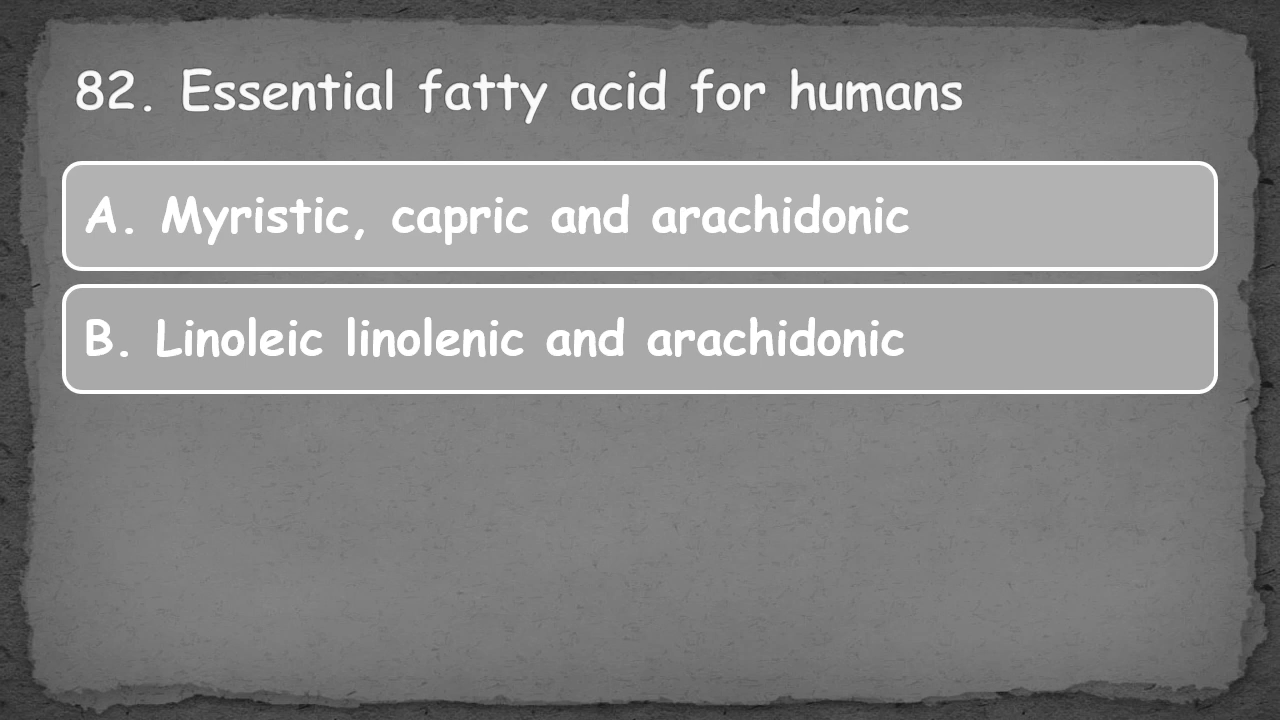 82. Essential fatty acid for humans
A. Myristic, capric and arachidonic
B. Linoleic linolenic and arachidonic